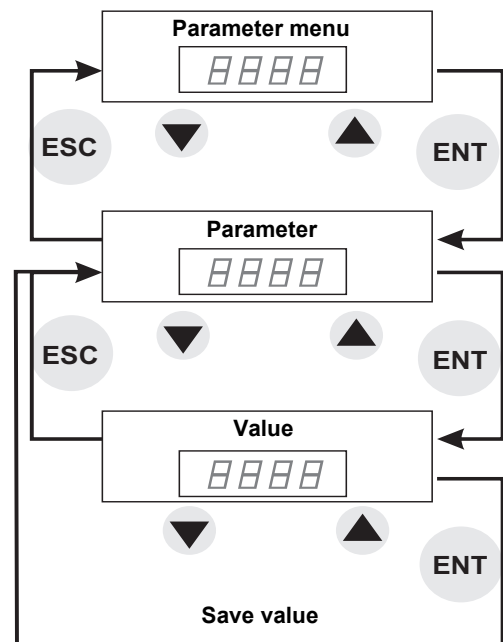 Parameter menu
8888
ESC
ENT
Parameter
8888
ESC
ENT
Value
8888
ENT
Save value